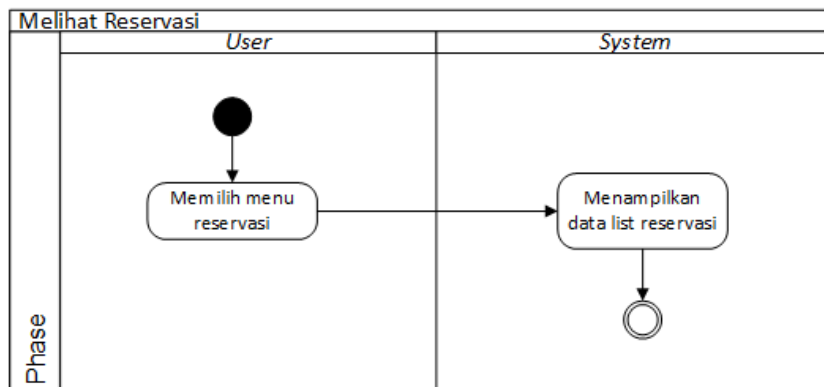 Melihat Reservasi
User
System
Memilih menu
reservasi
Menampilkan
data list reservasi
Phase